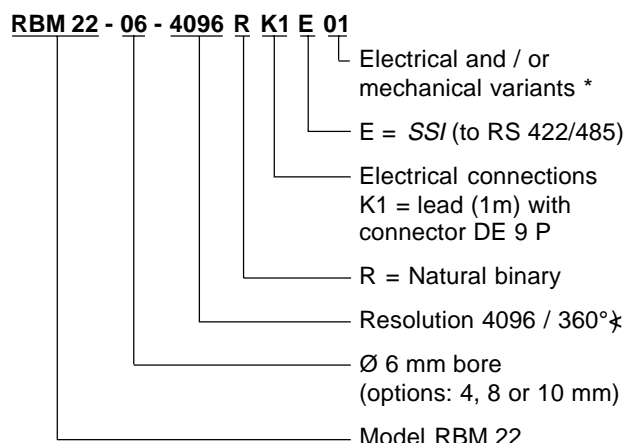 RBM 22 - 06 - 4096 R K1 E 01
Electrical and / or
mechanical variants *
E = SSI (to RS 422/485)
Electrical connections
K1 = lead (1m) with
connector DE 9 P
R = Natural binary
Resolution 4096 / 360°∡
Ø 6 mm bore
(options: 4, 8 or 10 mm)
Model RBM 22